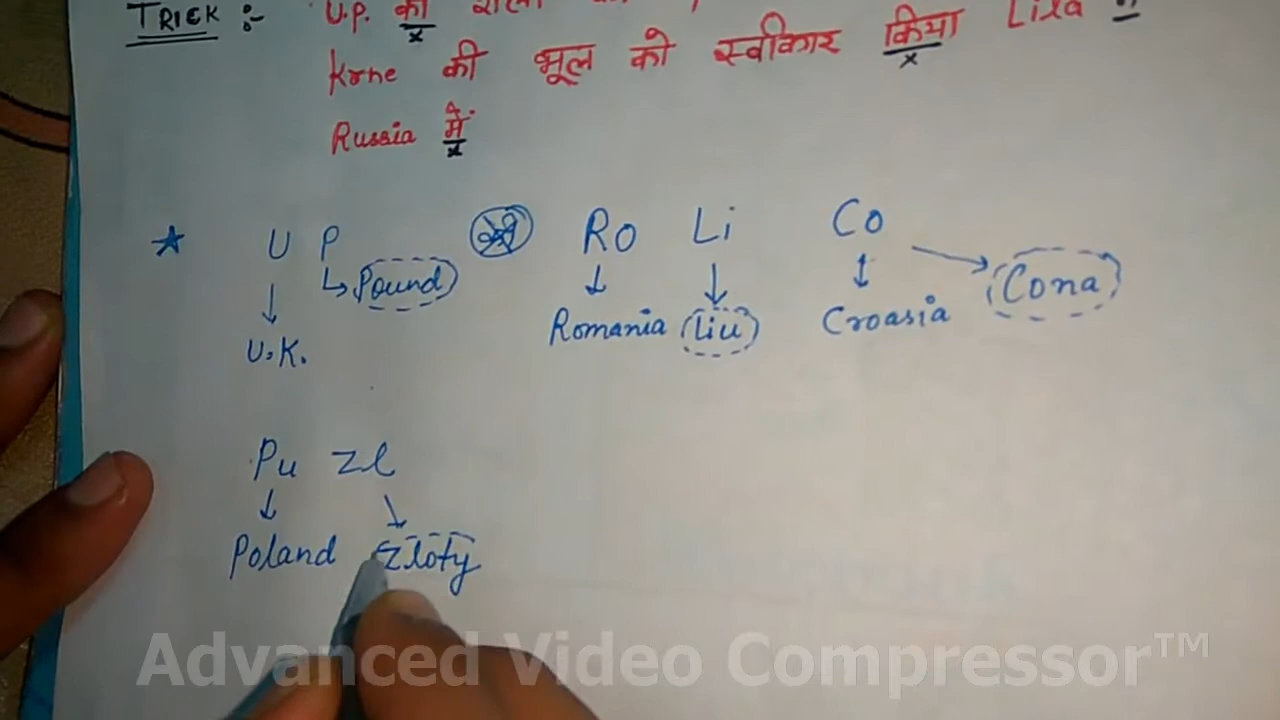 TRICK :- U.P. को
Krne की भूल को स्वीकार किया Lixa
Russia में
U P Ro Li Co
Pound Cona
U.K. Romania Liu Croasia
Pu zl
Poland Zloty
Advanced Video Compressor™